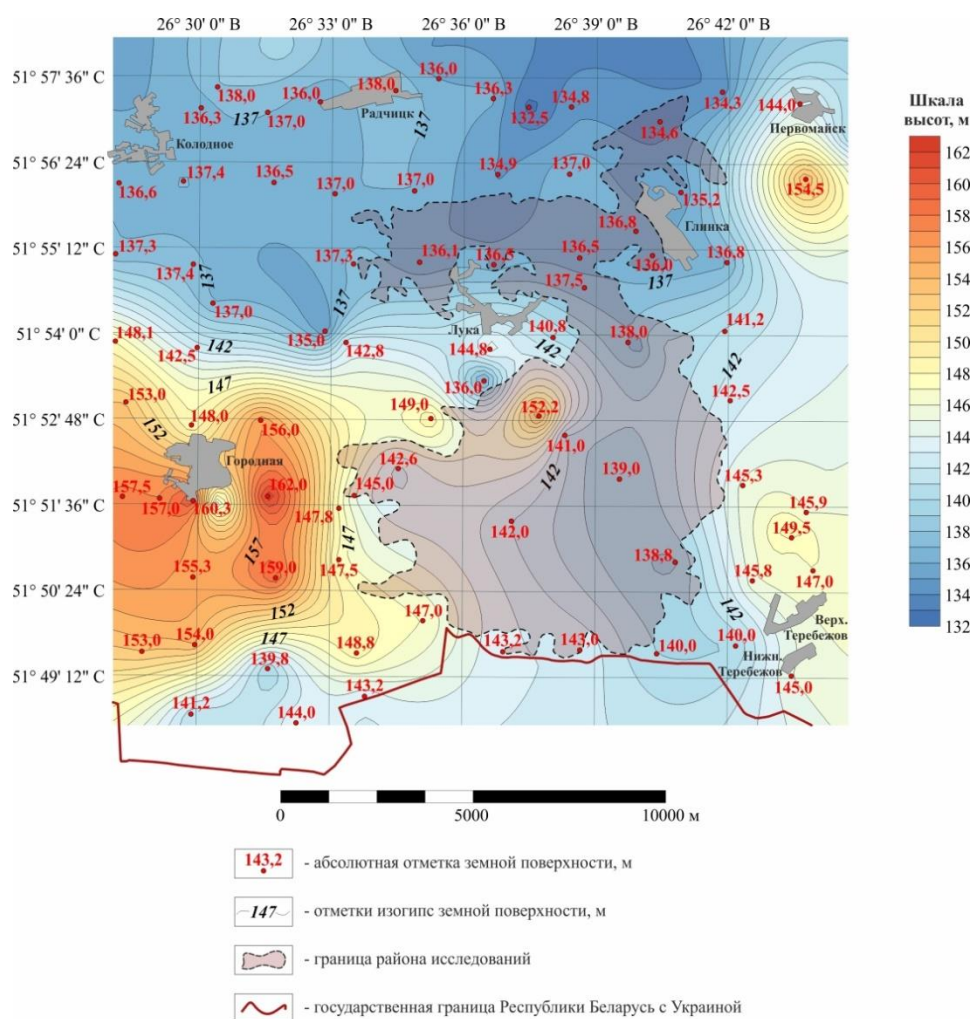 26° 30' 0" В 26° 33' 0" В 26° 36' 0" В 26° 39' 0" В 26° 42' 0" В
51° 57' 36" С
136,0
138,0 136,0 138,0 136,3 134,8 134,3 144,0
136,3 137 137,0 Радчицк 137 132,5 134,6 Первомайск
Колодное
51° 56' 24" С
137,4 136,5 137,0 137,0 134,9 137,0 154,5
136,6 135,2
136,8 Глинка
51° 55' 12" С
137,3 137,3 136,1 136,5 136,5 136,0 136,8
137,4 137 137,5 137
137,0 137
51° 54' 0" С
148,1 135,0 Лука 140,8 138,0 141,2
142,5 142 142,8 144,8 142 142
136,0
153,0 147 142,5
51° 52' 48" С
152 148,0 156,0 149,0 152,2
Городная 142,6 141,0 139,0 145,3
157,5 162,0 145,0 142
51° 51' 36" С
157,0 160,3 147,8 142,0 145,9
157 147 149,5
155,3 159,0 147,5 138,8 145,8 147,0
51° 50' 24" С
152 147,0 142 Верх.
Теребежов
153,0 154,0 147 148,8 143,2 143,0 140,0 140,0
Нижн.
Теребежов
51° 49' 12" С
139,8 143,2 145,0
141,2 144,0
Шкала
высот, м
162
160
158
156
154
152
150
148
146
144
142
140
138
136
134
132
0 5000 10000 м
143,2 - абсолютная отметка земной поверхности, м
147 - отметки изогипс земной поверхности, м
- граница района исследований
- государственная граница Республики Беларусь с Украиной